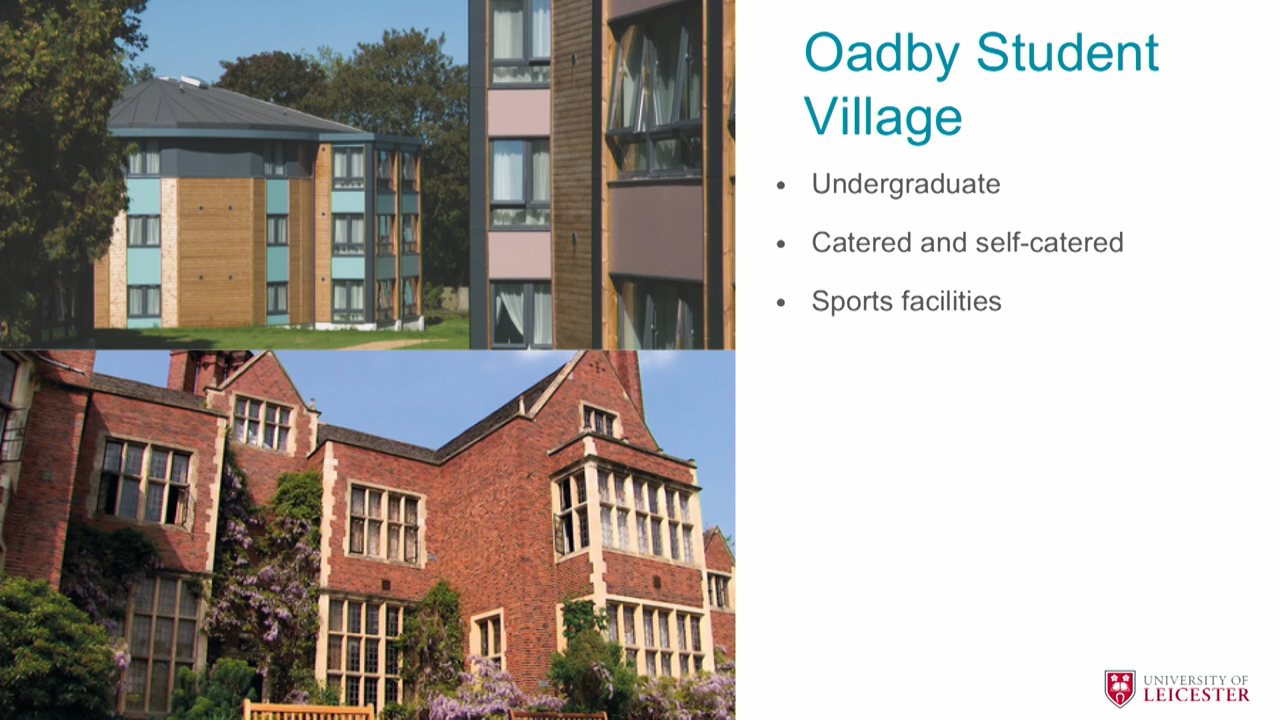 Oadby Student
Village
• Undergraduate
• Catered and self-catered
• Sports facilities
UNIVERSITY OF
LEICESTER